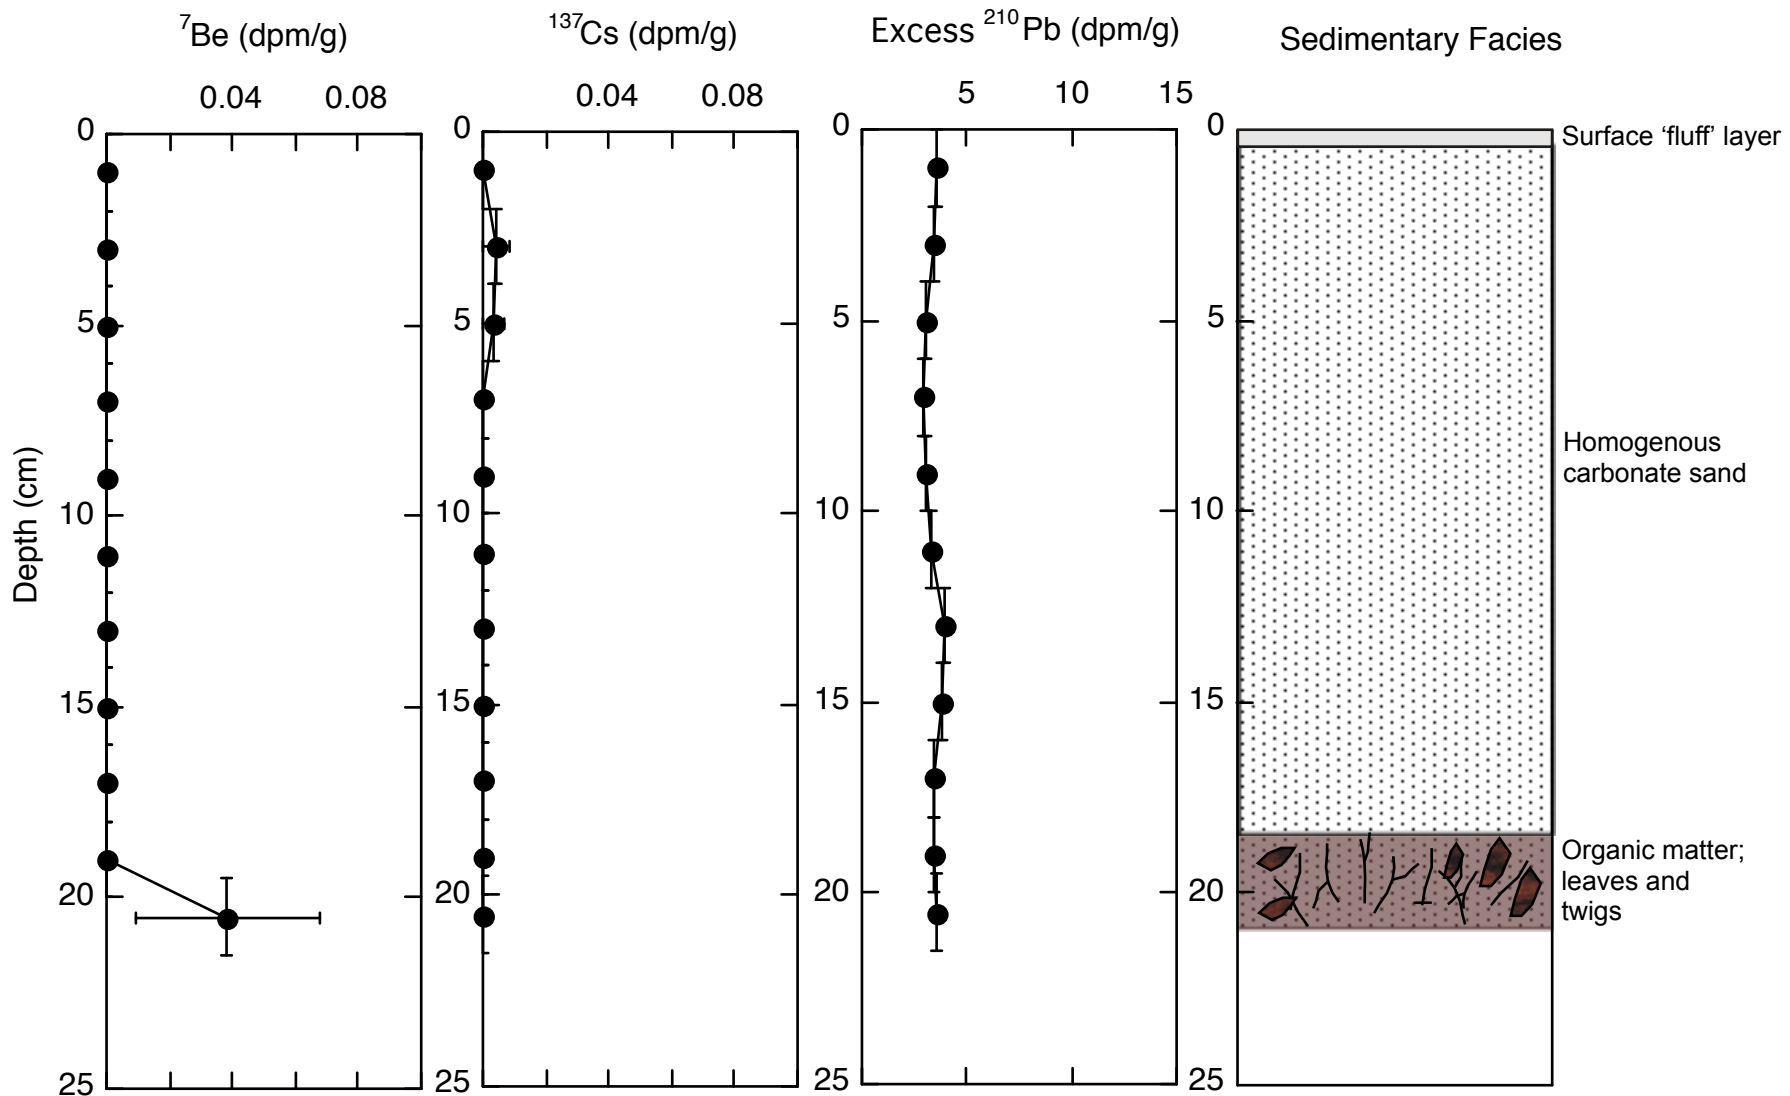 ⁷Be (dpm/g)
0.04 0.08
0
5
10
15
20
25
Depth (cm)
¹³⁷Cs (dpm/g)
0.04 0.08
0
5
10
15
20
25
Excess ²¹⁰Pb (dpm/g)
5 10 15
0
5
10
15
20
25
Sedimentary Facies
0
5
10
15
20
25
Surface ‘fluff’ layer
Homogenous
carbonate sand
Organic matter;
leaves and
twigs